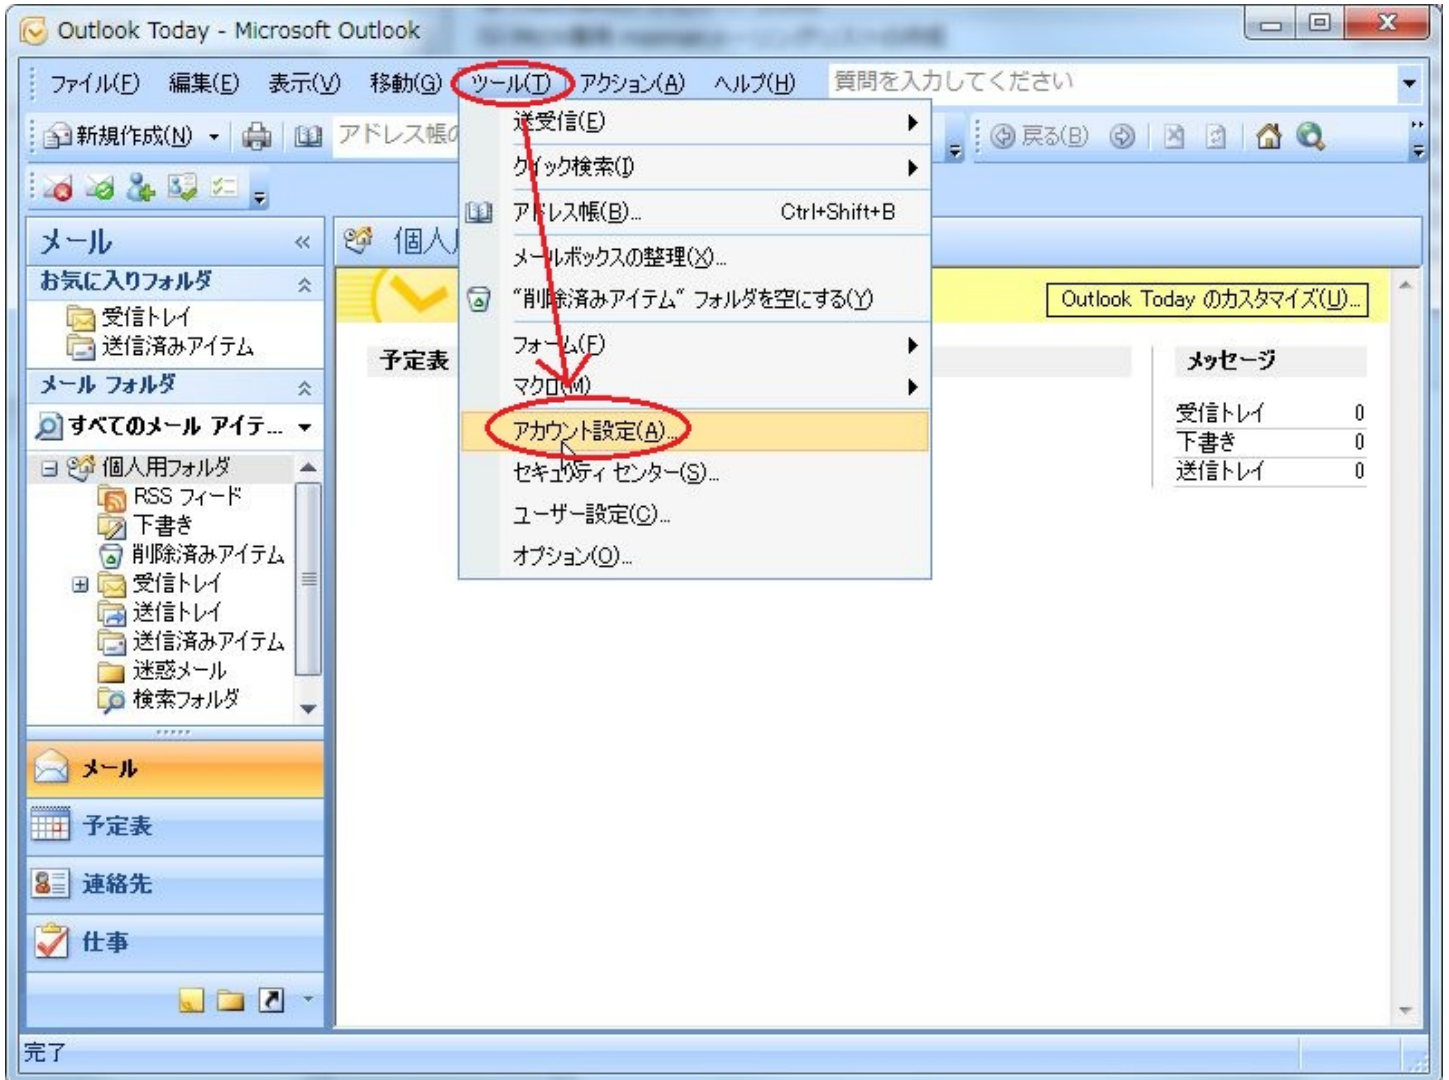 Outlook Today - Microsoft Outlook
ファイル(F) 編集(E) 表示(V) 移動(G) ツール(T) アクション(A) ヘルプ(H) 質問を入力してください
新規作成(N) アドレス帳の 戻る(B)
送受信(E)
クイック検索(I)
アドレス帳(B)... Ctrl+Shift+B
メールボックスの整理(X)...
“削除済みアイテム” フォルダを空にする(Y)
フォーム(F)
マクロ(M)
アカウント設定(A)...
セキュリティ センター(S)...
ユーザー設定(C)...
オプション(O)...
メール «
お気に入りフォルダ
受信トレイ
送信済みアイテム
メール フォルダ
すべてのメール アイテ...
個人用フォルダ
RSS フィード
下書き
削除済みアイテム
受信トレイ
送信トレイ
送信済みアイテム
迷惑メール
検索フォルダ
メール
予定表
連絡先
仕事
個人
Outlook Today のカスタマイズ(U)...
予定表
メッセージ
受信トレイ 0
下書き 0
送信トレイ 0
完了